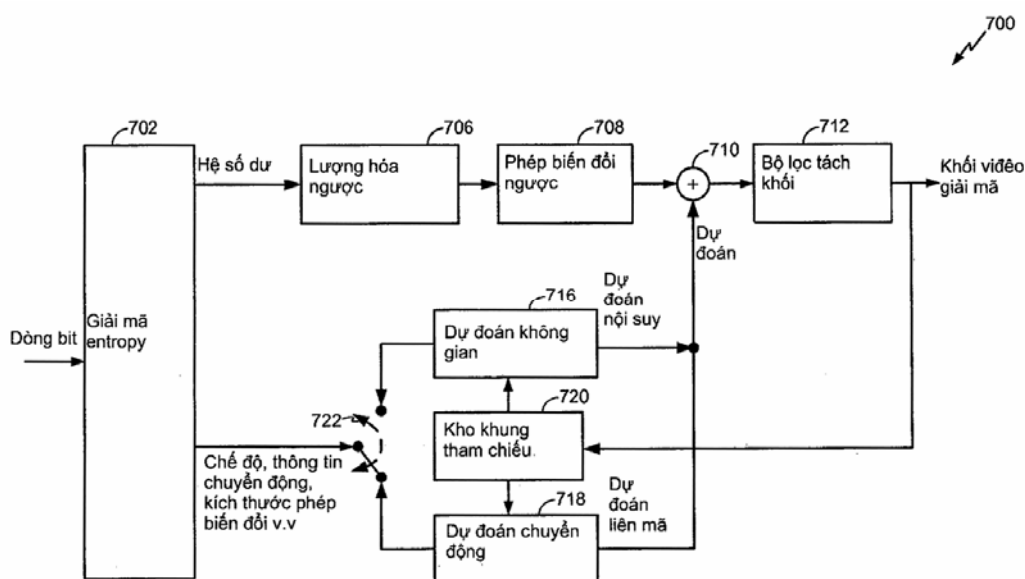 700
702
Hệ số dư
706
Lượng hóa
ngược
708
Phép biến đổi
ngược
710
+
712
Bộ lọc tách
khối
Khối viđêo
giải mã
Dự
đoán
Dòng bit
Giải mã
entropy
716
Dự đoán không
gian
Dự
đoán
nội suy
722
720
Kho khung
tham chiếu
Chế độ, thông tin
chuyển động,
kích thước phép
biến đổi v.v
718
Dự đoán chuyển
động
Dự
đoán
liên mã